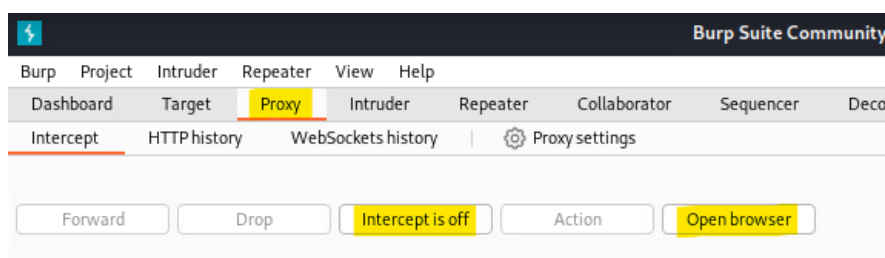 Burp Suite Community
Burp Project Intruder Repeater View Help
Dashboard Target Proxy Intruder Repeater Collaborator Sequencer Deco
Intercept HTTP history WebSockets history Proxy settings
Forward Drop Intercept is off Action Open browser